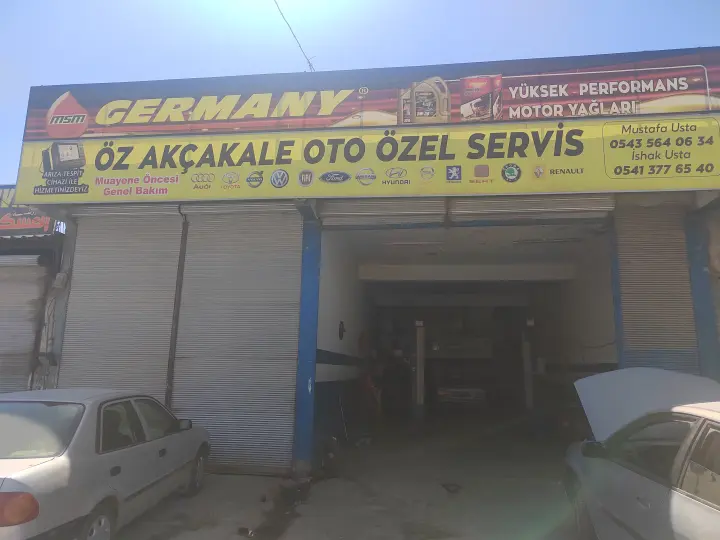 msm GERMANY®
YÜKSEK PERFORMANS
MOTOR YAĞLARI
ÖZ AKÇAKALE OTO ÖZEL SERVİS
ARIZA TESPİT
CİHAZI İLE
HİZMETİNİZDEYİZ
Muayene Öncesi
Genel Bakım
Audi TOYOTA FIAT Ford HYUNDAI RENAULT
Mustafa Usta
0543 564 06 34
İshak Usta
0541 377 65 40